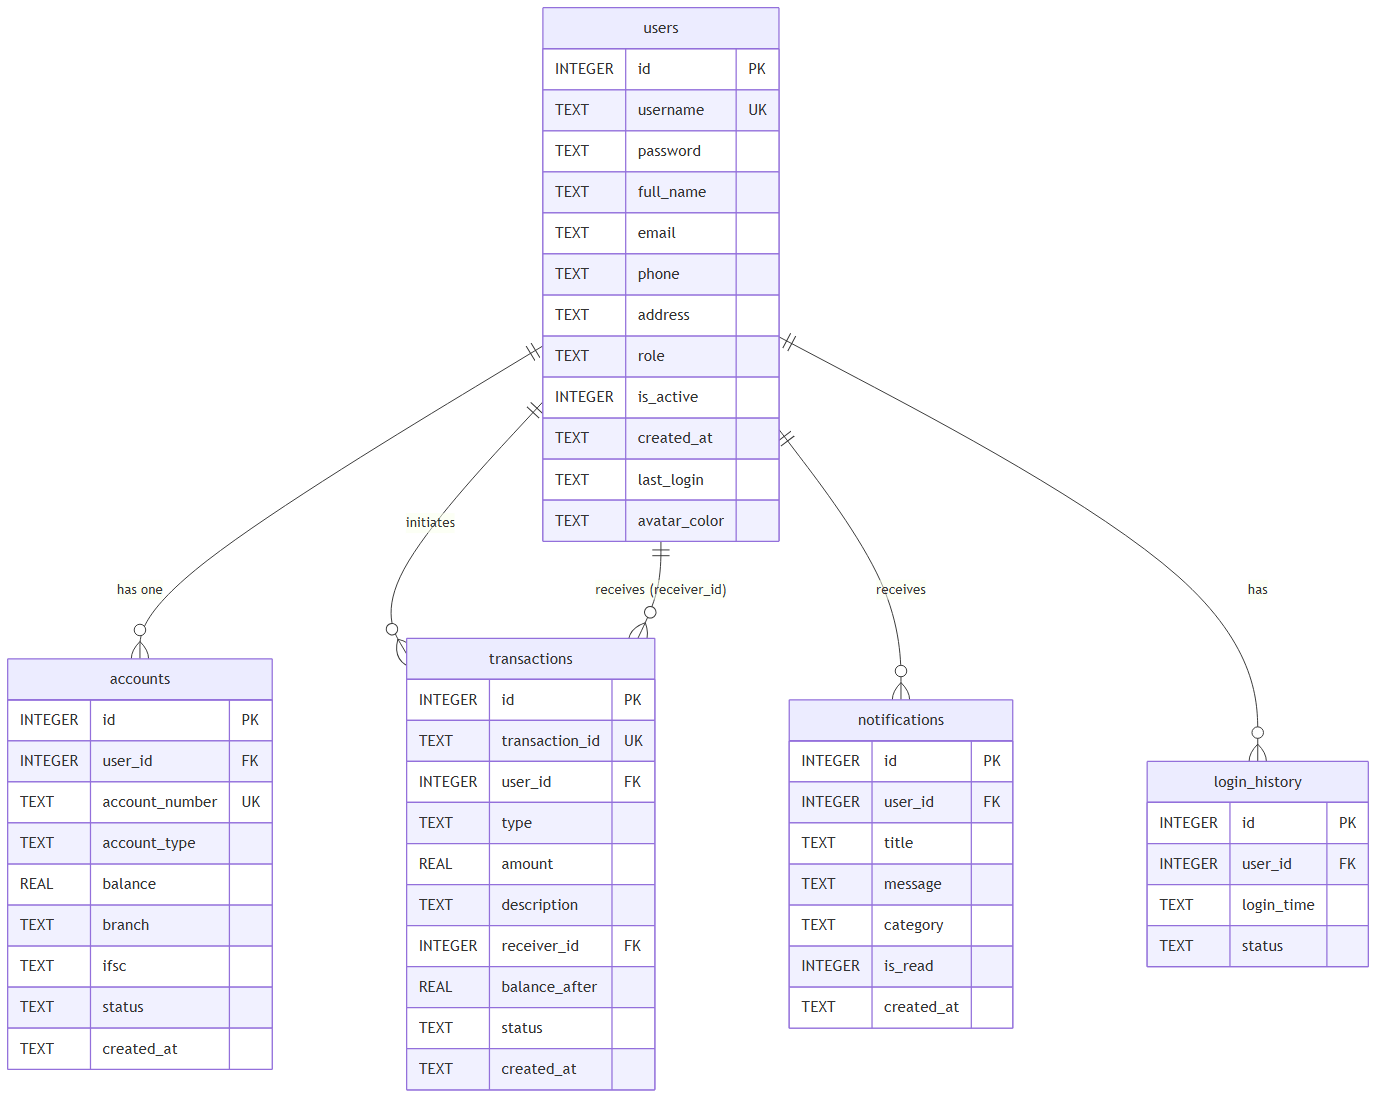 users
INTEGER id PK
TEXT username UK
TEXT password
TEXT full_name
TEXT email
TEXT phone
TEXT address
TEXT role
INTEGER is_active
TEXT created_at
TEXT last_login
TEXT avatar_color
has one
initiates
receives (receiver_id)
receives
has
accounts
INTEGER id PK
INTEGER user_id FK
TEXT account_number UK
TEXT account_type
REAL balance
TEXT branch
TEXT ifsc
TEXT status
TEXT created_at
transactions
INTEGER id PK
TEXT transaction_id UK
INTEGER user_id FK
TEXT type
REAL amount
TEXT description
INTEGER receiver_id FK
REAL balance_after
TEXT status
TEXT created_at
notifications
INTEGER id PK
INTEGER user_id FK
TEXT title
TEXT message
TEXT category
INTEGER is_read
TEXT created_at
login_history
INTEGER id PK
INTEGER user_id FK
TEXT login_time
TEXT status